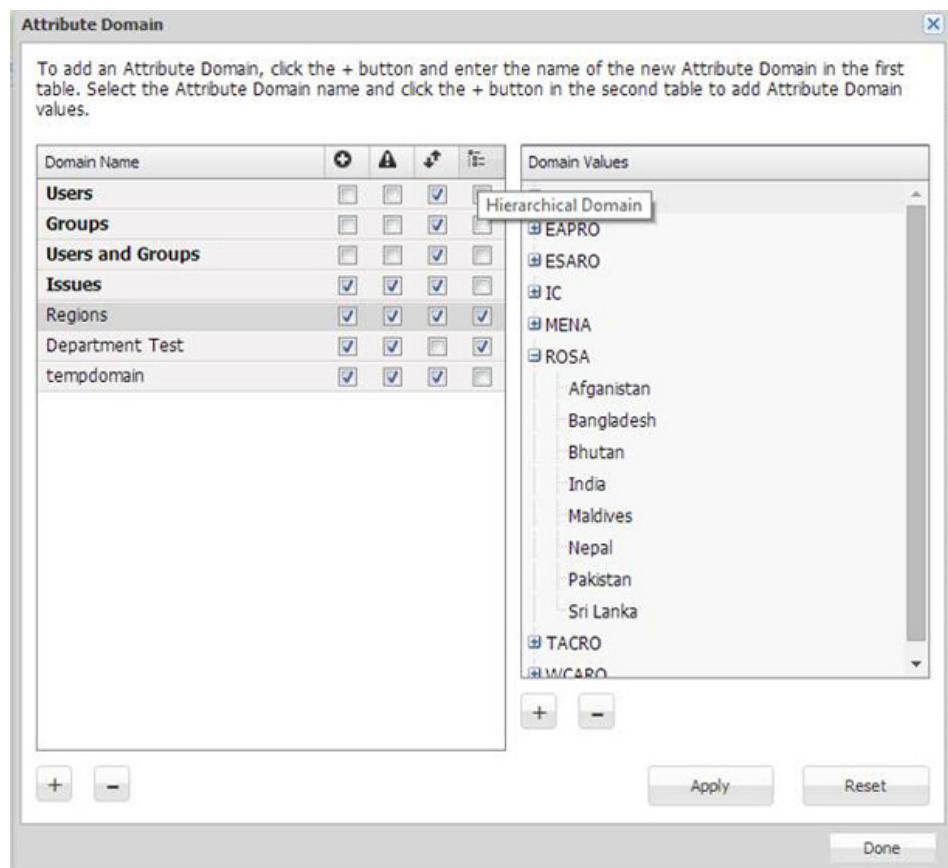 Attribute Domain
To add an Attribute Domain, click the + button and enter the name of the new Attribute Domain in the first
table. Select the Attribute Domain name and click the + button in the second table to add Attribute Domain
values.
Domain Name
Users
Groups
Users and Groups
Issues
Regions
Department Test
tempdomain
Domain Values
Hierarchical Domain
EAPRO
ESARO
IC
MENA
ROSA
Afganistan
Bangladesh
Bhutan
India
Maldives
Nepal
Pakistan
Sri Lanka
TACRO
WCARO
+ -
+ -
Apply Reset
Done